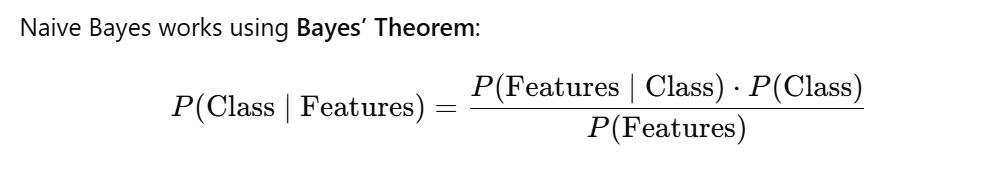 Naive Bayes works using Bayes’ Theorem:
P(Class | Features) = P(Features | Class) · P(Class) / P(Features)